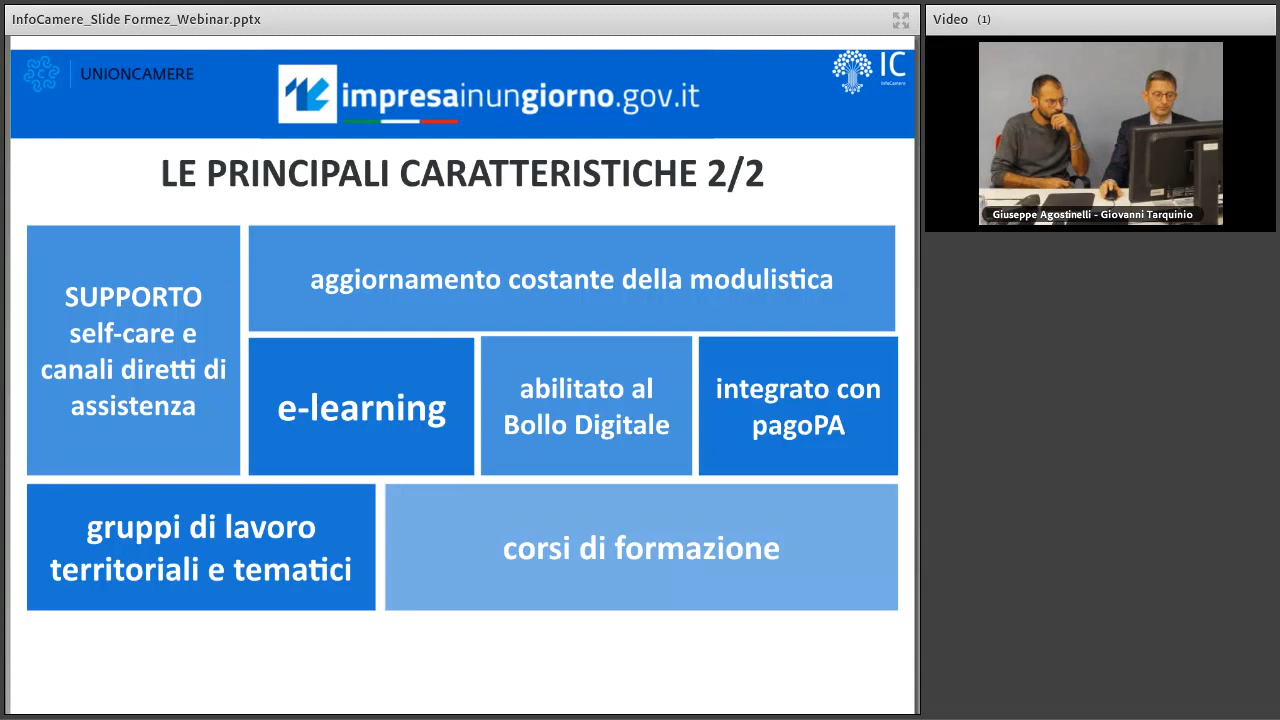 InfoCamere_Slide Formez_Webinar.pptx
Video (1)
UNIONCAMERE
impresainungiorno.gov.it
IC
InfoCamere
LE PRINCIPALI CARATTERISTICHE 2/2
SUPPORTO
self-care e
canali diretti di
assistenza
aggiornamento costante della modulistica
e-learning
abilitato al
Bollo Digitale
integrato con
pagoPA
gruppi di lavoro
territoriali e tematici
corsi di formazione
Giuseppe Agostinelli - Giovanni Tarquinio